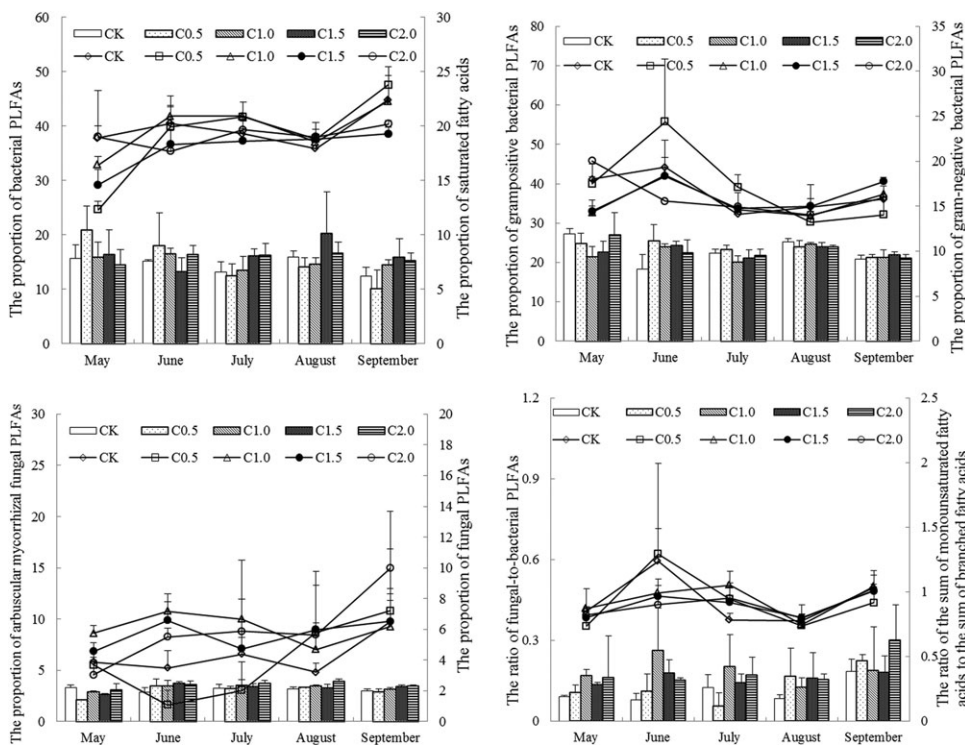 The proportion of bacterial PLFAs
60
50
40
30
20
10
0
CK C0.5 C1.0 C1.5 C2.0
CK C0.5 C1.0 C1.5 C2.0
30
25
20
15
10
5
0
The proportion of saturated fatty acids
May June July August September
The proportion of grampositive bacterial PLFAs
80
70
60
50
40
30
20
10
0
CK C0.5 C1.0 C1.5 C2.0
CK C0.5 C1.0 C1.5 C2.0
35
30
25
20
15
10
5
0
The proportion of gram-negative bacterial PLFAs
May June July August September
The proportion of arbuscular mycorrhizal fungal PLFAs
30
25
20
15
10
5
0
CK C0.5 C1.0 C1.5 C2.0
CK C0.5 C1.0 C1.5 C2.0
20
18
16
14
12
10
8
6
4
2
0
The proportion of fungal PLFAs
May June July August September
The ratio of fungal-to-bacterial PLFAs
1.2
0.9
0.6
0.3
0
CK C0.5 C1.0 C1.5 C2.0
CK C0.5 C1.0 C1.5 C2.0
2.5
2
1.5
1
0.5
0
The ratio of the sum of monounsaturated fatty
acids to the sum of branched fatty acids
May June July August September